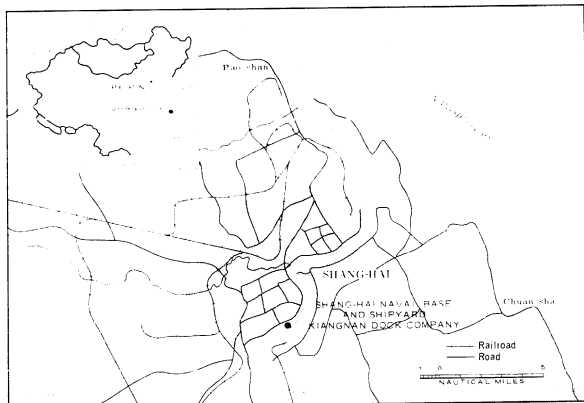 Pao-shan
SHANG-HAI
SHANG-HAI NAVAL BASE
AND SHIPYARD
KIANGNAN DOCK COMPANY
Chuan-sha
Railroad
Road
1 0 5
NAUTICAL MILES